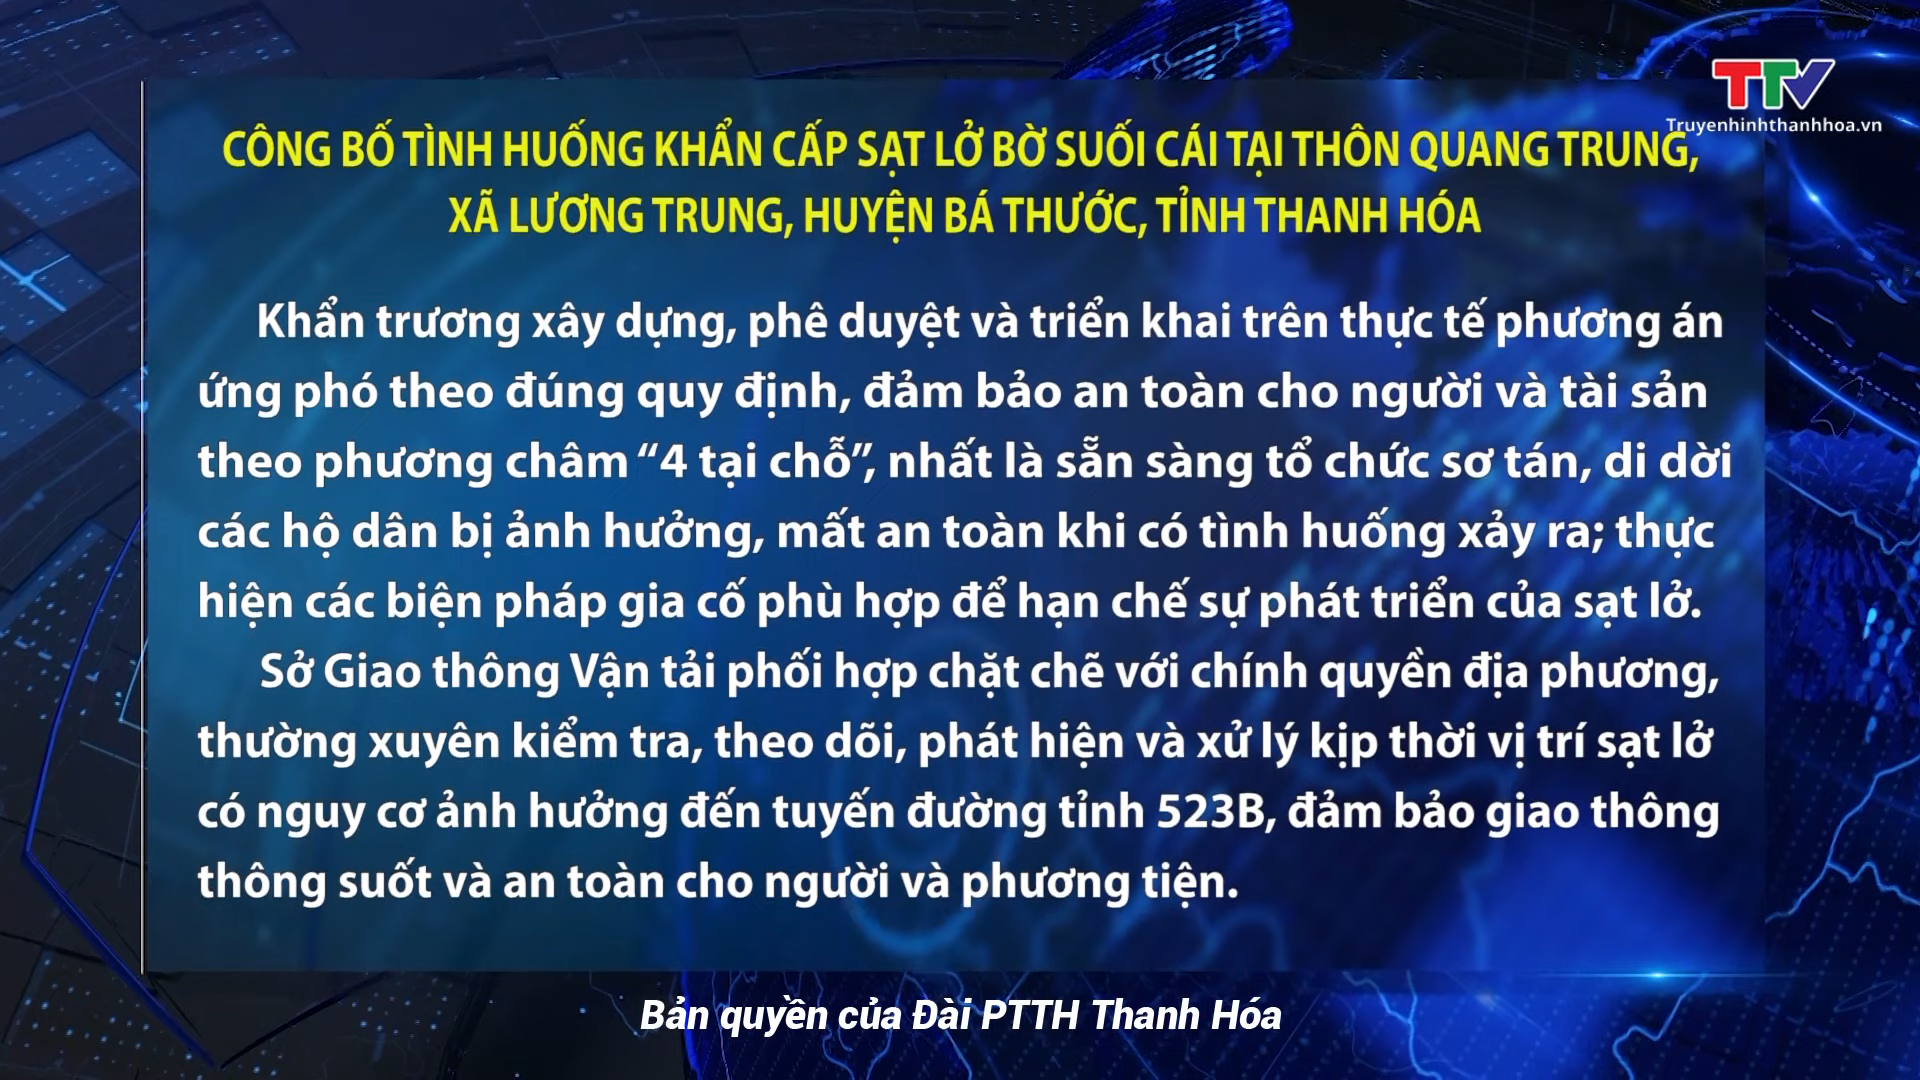 TTV
Truyenhinhthanhhoa.vn
CÔNG BỐ TÌNH HUỐNG KHẨN CẤP SẠT LỞ BỜ SUỐI CÁI TẠI THÔN QUANG TRUNG,
XÃ LƯƠNG TRUNG, HUYỆN BÁ THƯỚC, TỈNH THANH HÓA
Khẩn trương xây dựng, phê duyệt và triển khai trên thực tế phương án
ứng phó theo đúng quy định, đảm bảo an toàn cho người và tài sản
theo phương châm “4 tại chỗ”, nhất là sẵn sàng tổ chức sơ tán, di dời
các hộ dân bị ảnh hưởng, mất an toàn khi có tình huống xảy ra; thực
hiện các biện pháp gia cố phù hợp để hạn chế sự phát triển của sạt lở.
Sở Giao thông Vận tải phối hợp chặt chẽ với chính quyền địa phương,
thường xuyên kiểm tra, theo dõi, phát hiện và xử lý kịp thời vị trí sạt lở
có nguy cơ ảnh hưởng đến tuyến đường tỉnh 523B, đảm bảo giao thông
thông suốt và an toàn cho người và phương tiện.
Bản quyền của Đài PTTH Thanh Hóa